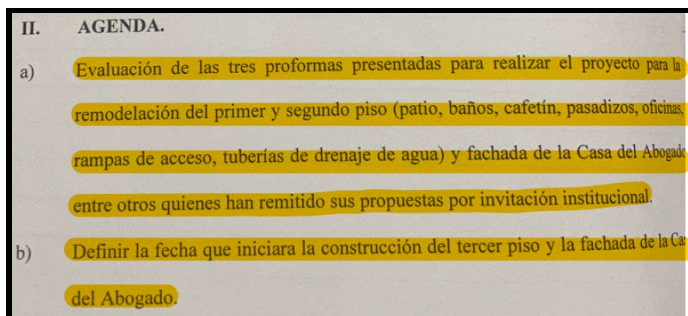 II. AGENDA.
a) Evaluación de las tres proformas presentadas para realizar el proyecto para la
remodelación del primer y segundo piso (patio, baños, cafetín, pasadizos, oficinas,
rampas de acceso, tuberías de drenaje de agua) y fachada de la Casa del Abogado
entre otros quienes han remitido sus propuestas por invitación institucional.
b) Definir la fecha que iniciara la construcción del tercer piso y la fachada de la
del Abogado.